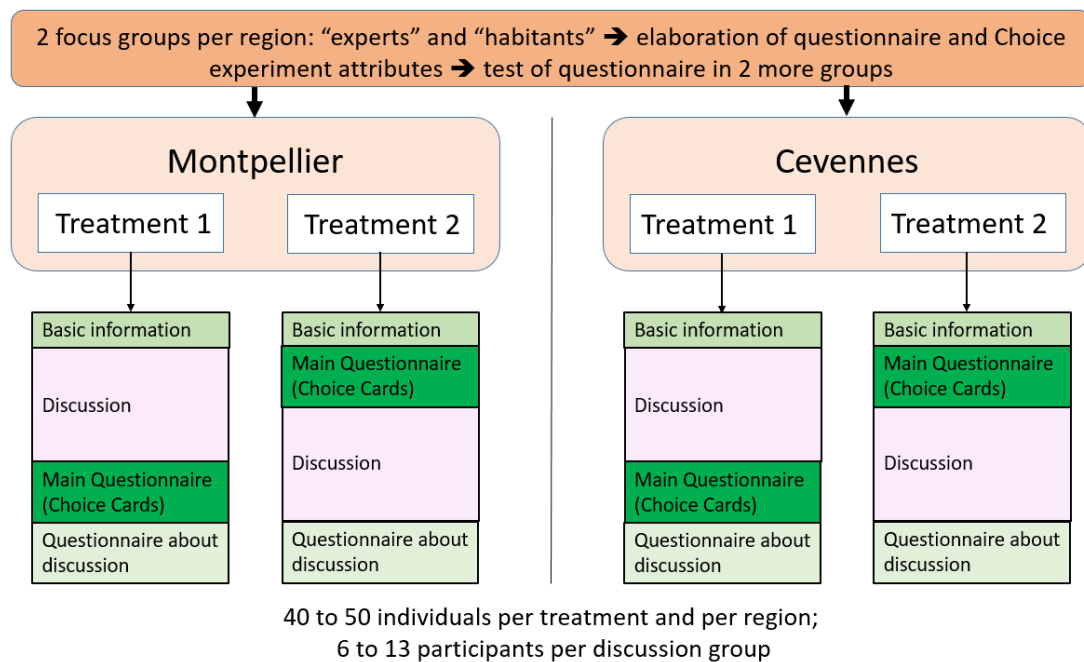 2 focus groups per region: “experts” and “habitants” ➔ elaboration of questionnaire and Choice
experiment attributes ➔ test of questionnaire in 2 more groups
Montpellier
Treatment 1
Treatment 2
Basic information
Discussion
Main Questionnaire
(Choice Cards)
Questionnaire about
discussion
Basic information
Main Questionnaire
(Choice Cards)
Discussion
Questionnaire about
discussion
Cevennes
Treatment 1
Treatment 2
Basic information
Discussion
Main Questionnaire
(Choice Cards)
Questionnaire about
discussion
Basic information
Main Questionnaire
(Choice Cards)
Discussion
Questionnaire about
discussion
40 to 50 individuals per treatment and per region;
6 to 13 participants per discussion group